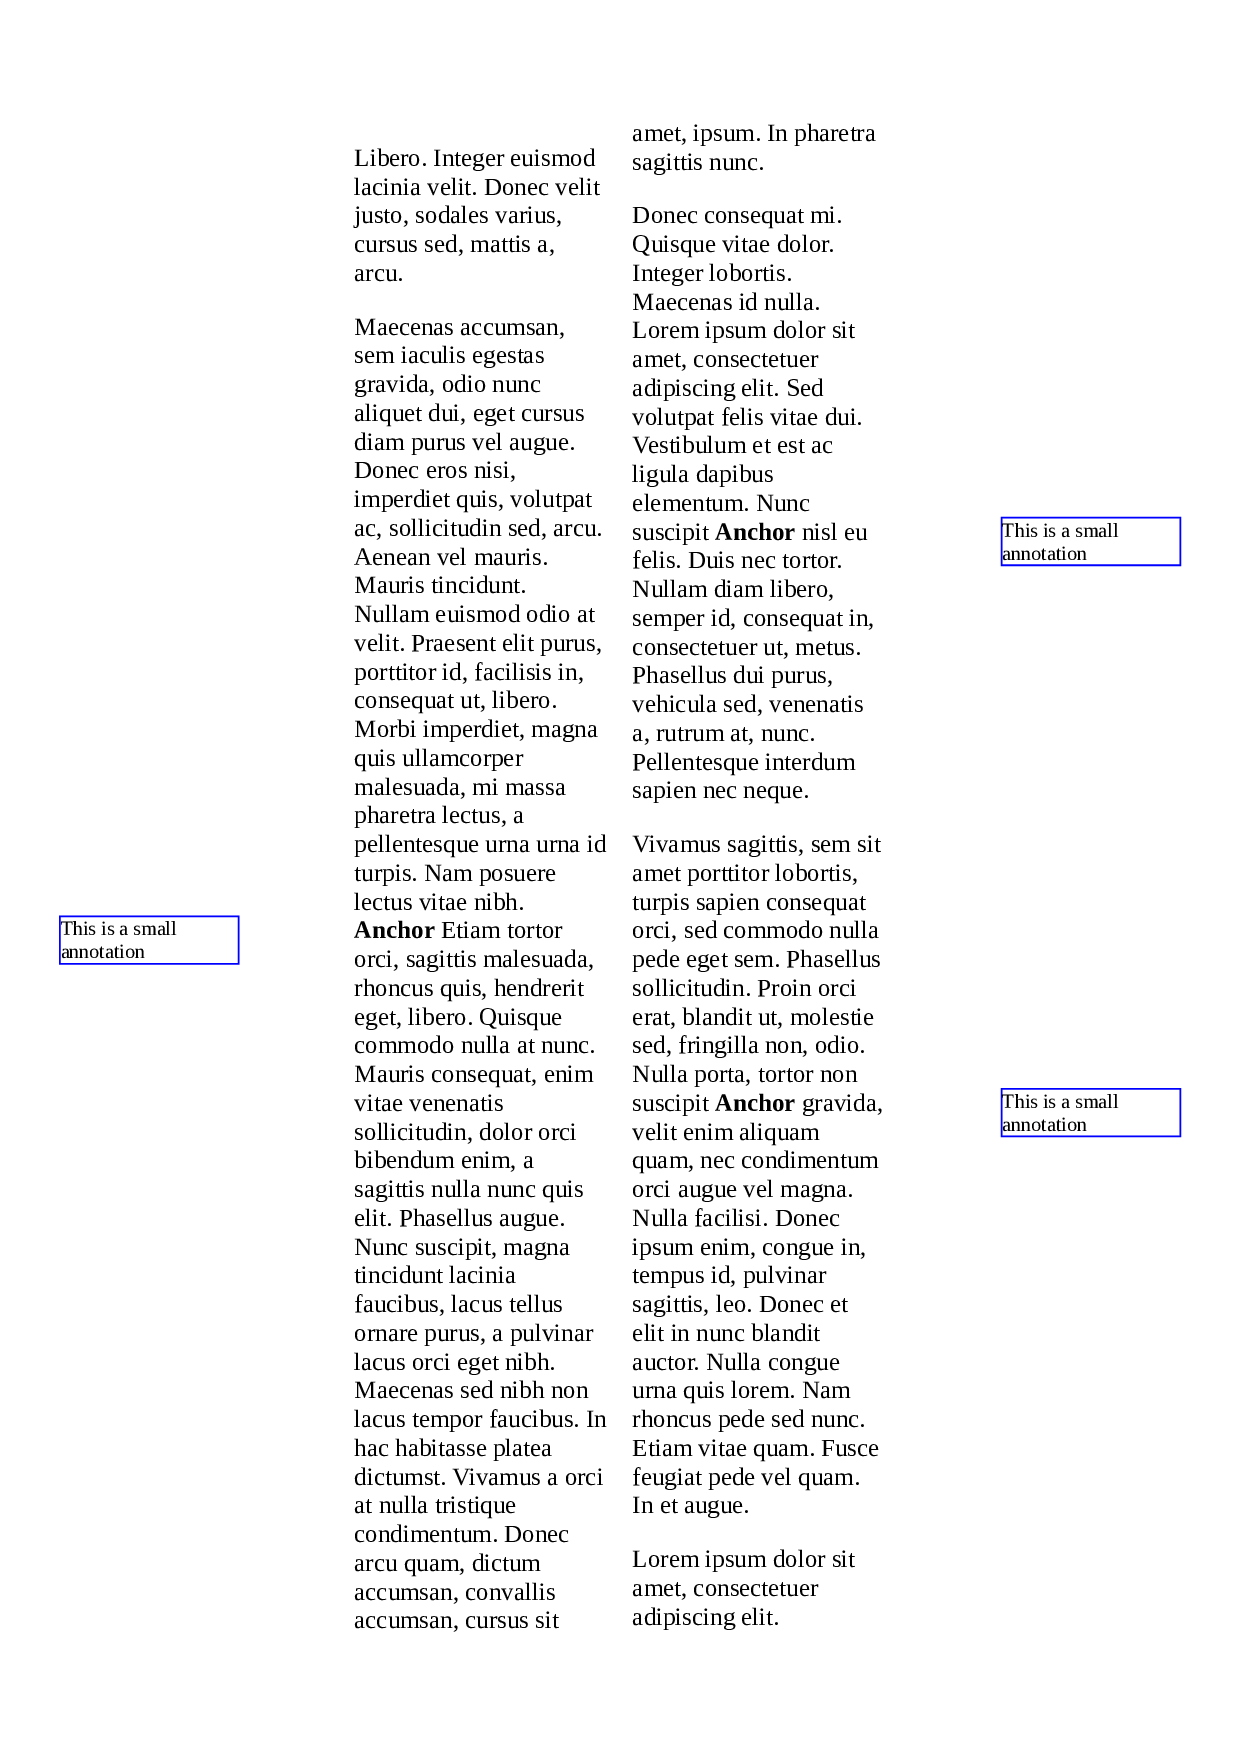 Libero. Integer euismod
lacinia velit. Donec velit
justo, sodales varius,
cursus sed, mattis a,
arcu.
Maecenas accumsan,
sem iaculis egestas
gravida, odio nunc
aliquet dui, eget cursus
diam purus vel augue.
Donec eros nisi,
imperdiet quis, volutpat
ac, sollicitudin sed, arcu.
Aenean vel mauris.
Mauris tincidunt.
Nullam euismod odio at
velit. Praesent elit purus,
porttitor id, facilisis in,
consequat ut, libero.
Morbi imperdiet, magna
quis ullamcorper
malesuada, mi massa
pharetra lectus, a
pellentesque urna urna id
turpis. Nam posuere
lectus vitae nibh.
Anchor Etiam tortor
orci, sagittis malesuada,
rhoncus quis, hendrerit
eget, libero. Quisque
commodo nulla at nunc.
Mauris consequat, enim
vitae venenatis
sollicitudin, dolor orci
bibendum enim, a
sagittis nulla nunc quis
elit. Phasellus augue.
Nunc suscipit, magna
tincidunt lacinia
faucibus, lacus tellus
ornare purus, a pulvinar
lacus orci eget nibh.
Maecenas sed nibh non
lacus tempor faucibus. In
hac habitasse platea
dictumst. Vivamus a orci
at nulla tristique
condimentum. Donec
arcu quam, dictum
accumsan, convallis
accumsan, cursus sit
This is a small
annotation
amet, ipsum. In pharetra
sagittis nunc.
Donec consequat mi.
Quisque vitae dolor.
Integer lobortis.
Maecenas id nulla.
Lorem ipsum dolor sit
amet, consectetuer
adipiscing elit. Sed
volutpat felis vitae dui.
Vestibulum et est ac
ligula dapibus
elementum. Nunc
suscipit Anchor nisl eu
felis. Duis nec tortor.
Nullam diam libero,
semper id, consequat in,
consectetuer ut, metus.
Phasellus dui purus,
vehicula sed, venenatis
a, rutrum at, nunc.
Pellentesque interdum
sapien nec neque.
Vivamus sagittis, sem sit
amet porttitor lobortis,
turpis sapien consequat
orci, sed commodo nulla
pede eget sem. Phasellus
sollicitudin. Proin orci
erat, blandit ut, molestie
sed, fringilla non, odio.
Nulla porta, tortor non
suscipit Anchor gravida,
velit enim aliquam
quam, nec condimentum
orci augue vel magna.
Nulla facilisi. Donec
ipsum enim, congue in,
tempus id, pulvinar
sagittis, leo. Donec et
elit in nunc blandit
auctor. Nulla congue
urna quis lorem. Nam
rhoncus pede sed nunc.
Etiam vitae quam. Fusce
feugiat pede vel quam.
In et augue.
Lorem ipsum dolor sit
amet, consectetuer
adipiscing elit.
This is a small
annotation
This is a small
annotation